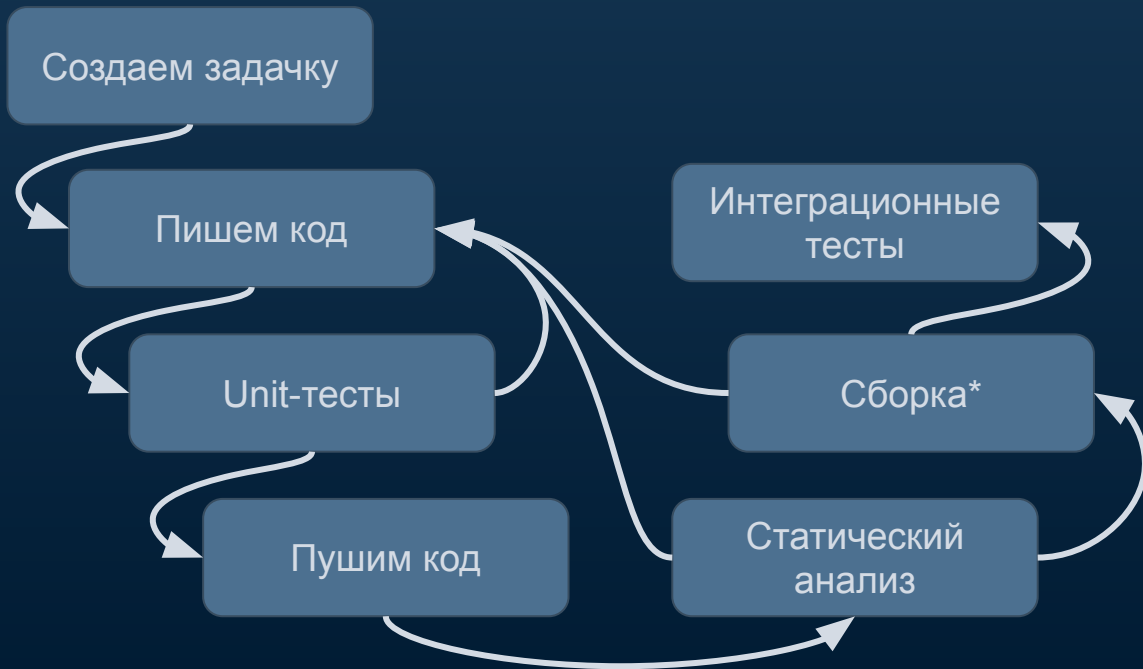 Создаем задачку
Пишем код
Unit-тесты
Пушим код
Интеграционные
тесты
Сборка*
Статический
анализ